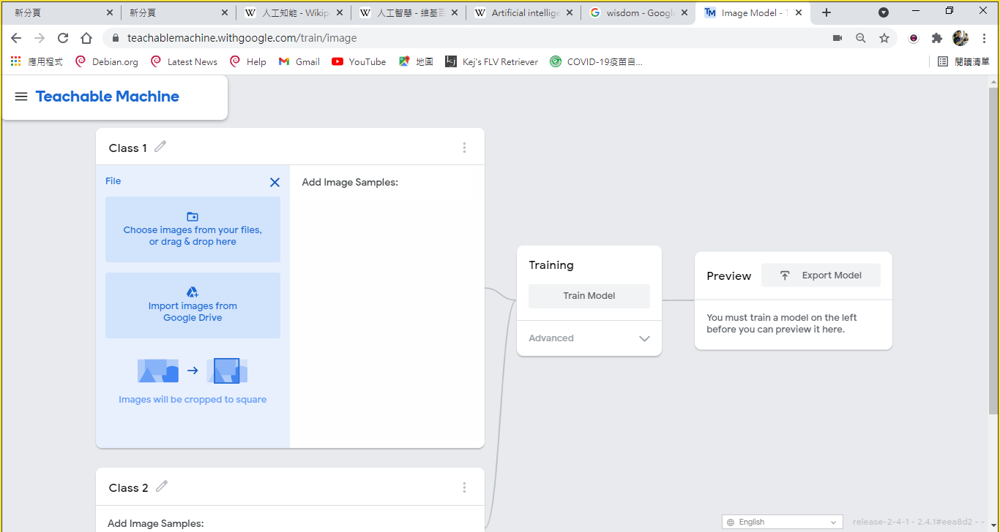 新分頁
新分頁
人工知能 - Wikip
人工智慧 - 維基百
Artificial intellige
wisdom - Googl
Image Model - T
teachablemachine.withgoogle.com/train/image
應用程式
Debian.org
Latest News
Help
Gmail
YouTube
地圖
Kej's FLV Retriever
COVID-19疫苗自...
閱讀清單
Teachable Machine
Class 1
File
Add Image Samples:
Choose images from your files,
or drag & drop here
Import images from
Google Drive
Images will be cropped to square
Training
Train Model
Advanced
Preview
Export Model
You must train a model on the left
before you can preview it here.
Class 2
Add Image Samples:
English
release-2-4-1 - 2.4.1#eea8d2 - -